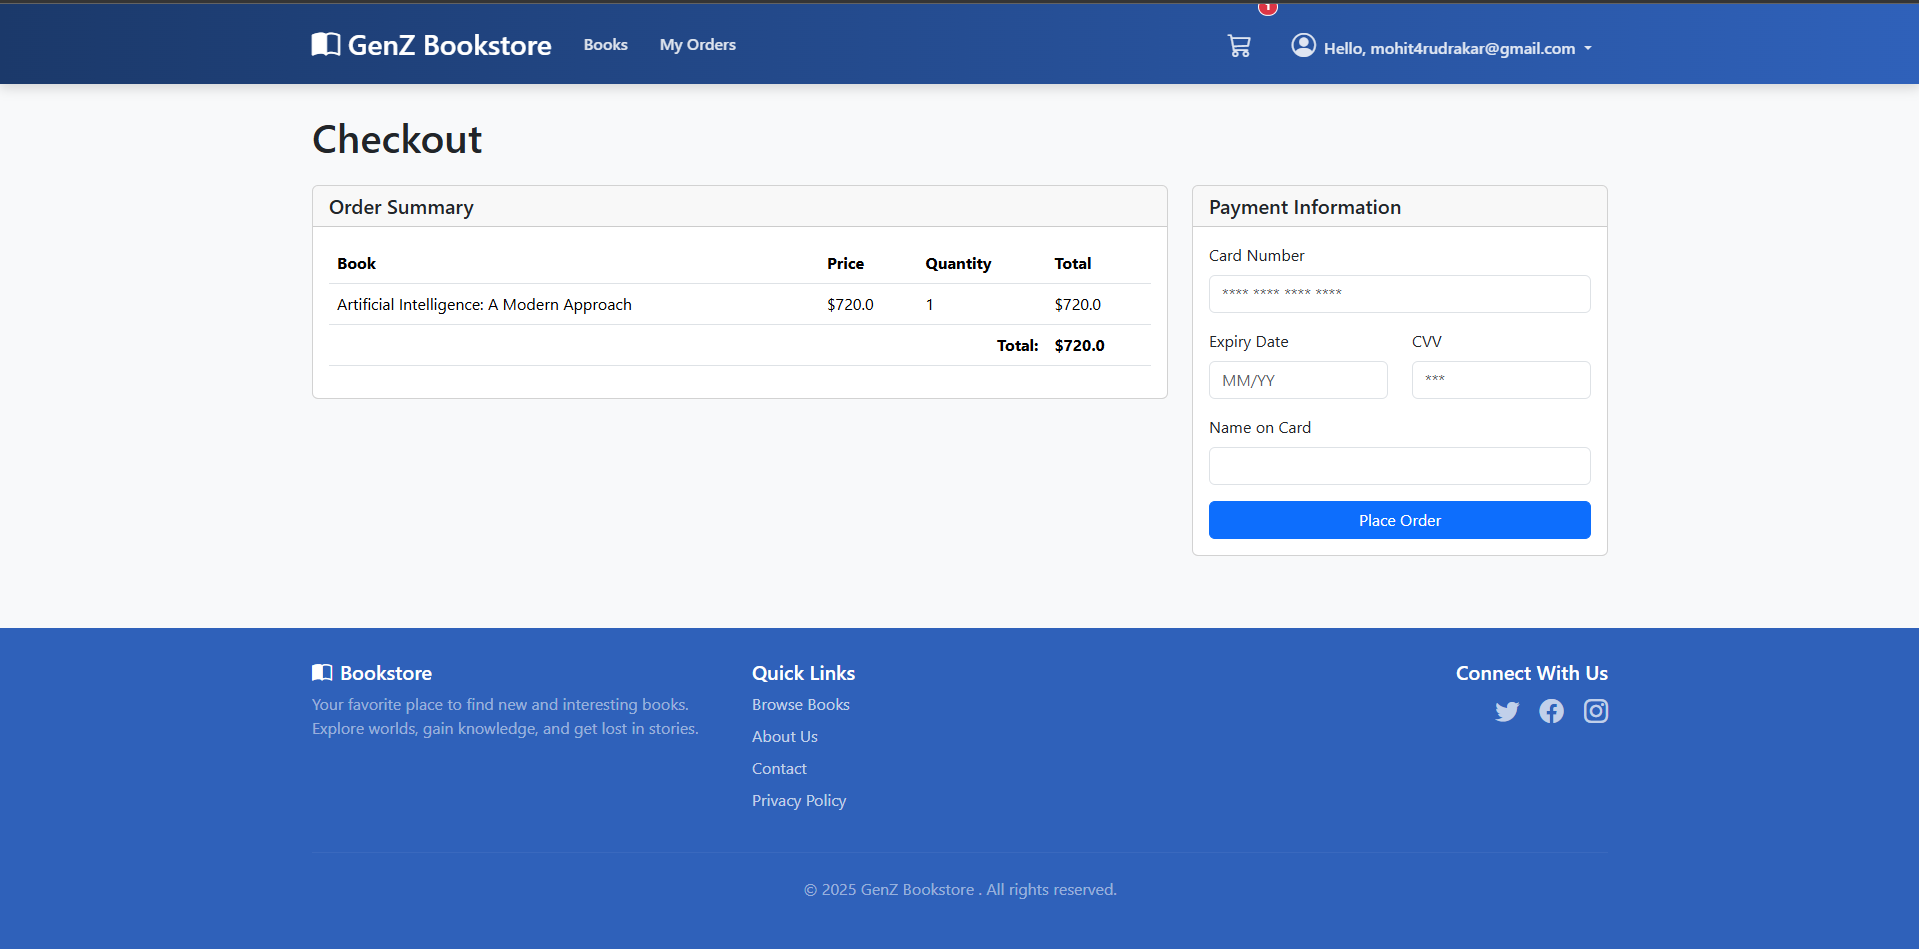 1
GenZ Bookstore Books My Orders Hello, mohit4rudrakar@gmail.com
Checkout
Order Summary
Book Price Quantity Total
Artificial Intelligence: A Modern Approach $720.0 1 $720.0
Total: $720.0
Payment Information
Card Number
**** **** **** ****
Expiry Date CVV
MM/YY ***
Name on Card
Place Order
Bookstore
Your favorite place to find new and interesting books.
Explore worlds, gain knowledge, and get lost in stories.
Quick Links
Browse Books
About Us
Contact
Privacy Policy
Connect With Us
© 2025 GenZ Bookstore . All rights reserved.